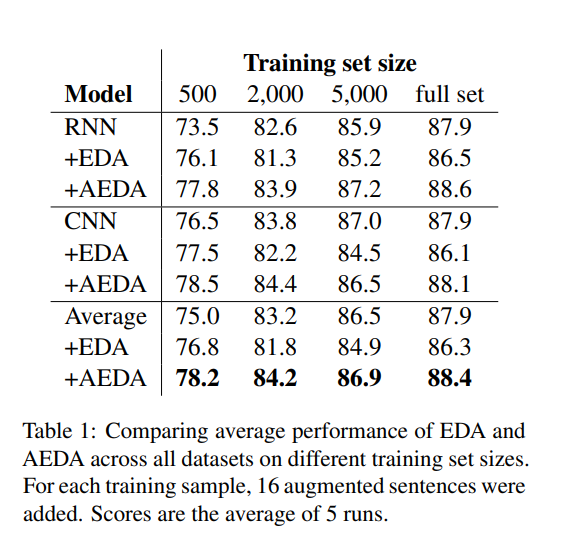 Training set size
Model 500 2,000 5,000 full set
RNN 73.5 82.6 85.9 87.9
+EDA 76.1 81.3 85.2 86.5
+AEDA 77.8 83.9 87.2 88.6
CNN 76.5 83.8 87.0 87.9
+EDA 77.5 82.2 84.5 86.1
+AEDA 78.5 84.4 86.5 88.1
Average 75.0 83.2 86.5 87.9
+EDA 76.8 81.8 84.9 86.3
+AEDA 78.2 84.2 86.9 88.4
Table 1: Comparing average performance of EDA and
AEDA across all datasets on different training set sizes.
For each training sample, 16 augmented sentences were
added. Scores are the average of 5 runs.